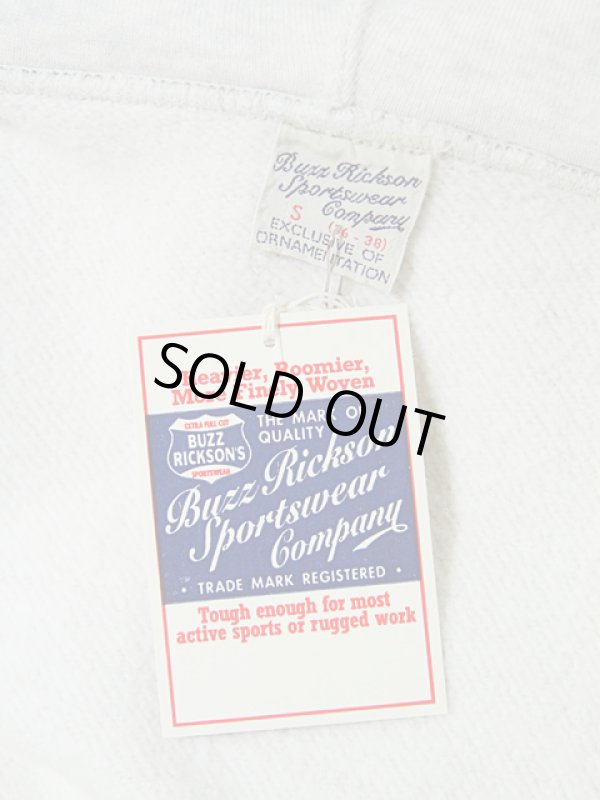 Buzz Rickson
Sportswear
Company
S (36-38)
EXCLUSIVE OF
ORNAMENTATION
SOLD OUT
Heavier, Roomier,
More Finely Woven
EXTRA FULL CUT
BUZZ
RICKSON'S
SPORTSWEAR
THE MARK OF
QUALITY
Buzz Rickson
Sportswear
Company
· TRADE MARK REGISTERED ·
Tough enough for most
active sports or rugged work